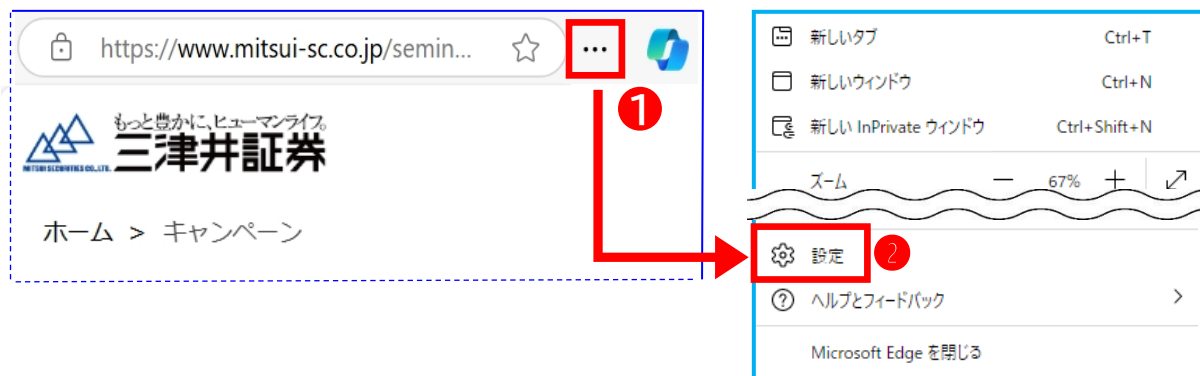 https://www.mitsui-sc.co.jp/semin...
1
もっと豊かに、ヒューマンライフ。
三津井証券
MITSUI SECURITIES CO., LTD.
ホーム > キャンペーン
新しいタブ Ctrl+T
新しいウィンドウ Ctrl+N
新しい InPrivate ウィンドウ Ctrl+Shift+N
ズーム 67%
設定 2
ヘルプとフィードバック
Microsoft Edge を閉じる